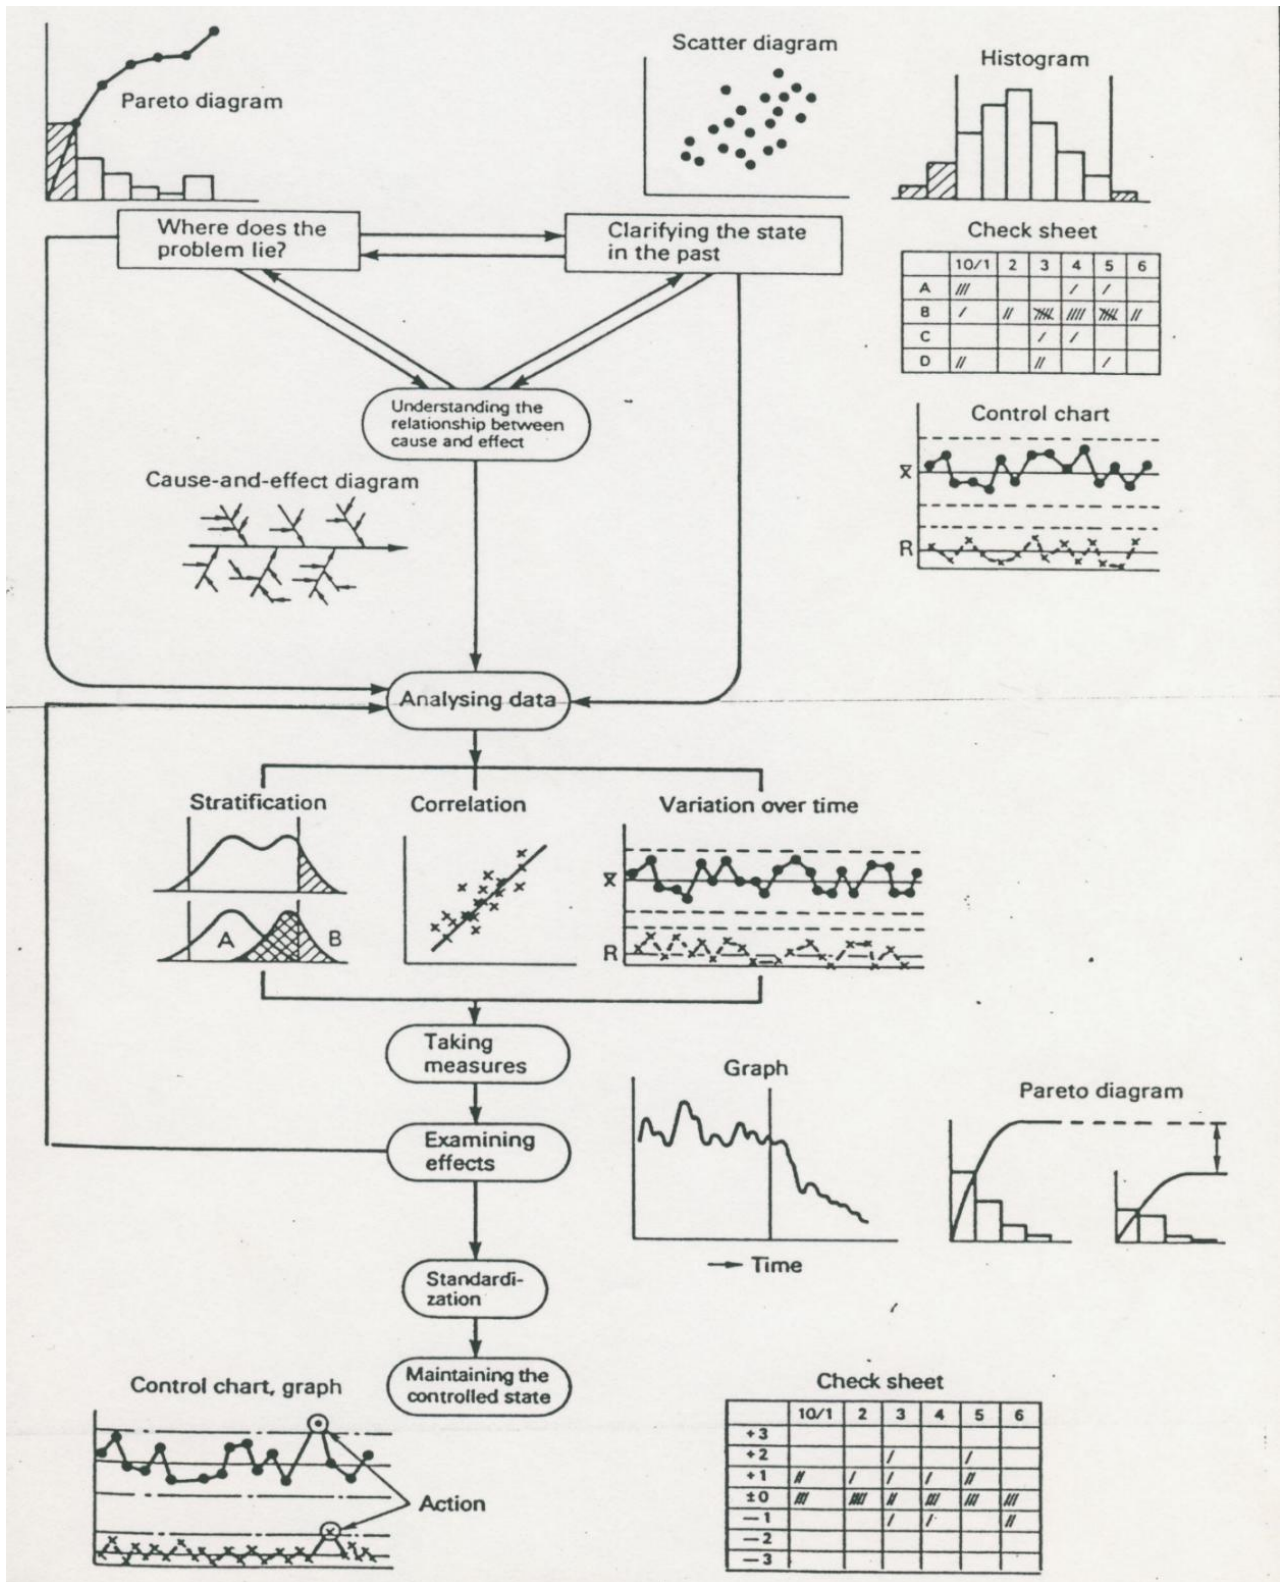 Pareto diagram
Scatter diagram
Histogram
Where does the
problem lie?
Clarifying the state
in the past
Check sheet
10/1 2 3 4 5 6
A /// / /
B / // //// //// //// //
C / /
D // // /
Understanding the
relationship between
cause and effect
Control chart
x̄
R
Cause-and-effect diagram
Analysing data
Stratification
Correlation
Variation over time
A
B
x̄
R
Taking
measures
Graph
Pareto diagram
Examining
effects
Time
Standardi-
zation
Maintaining the
controlled state
Control chart, graph
Action
Check sheet
10/1 2 3 4 5 6
+3
+2 / /
+1 // / / / //
±0 /// //// // /// /// ///
—1 / / //
—2
—3